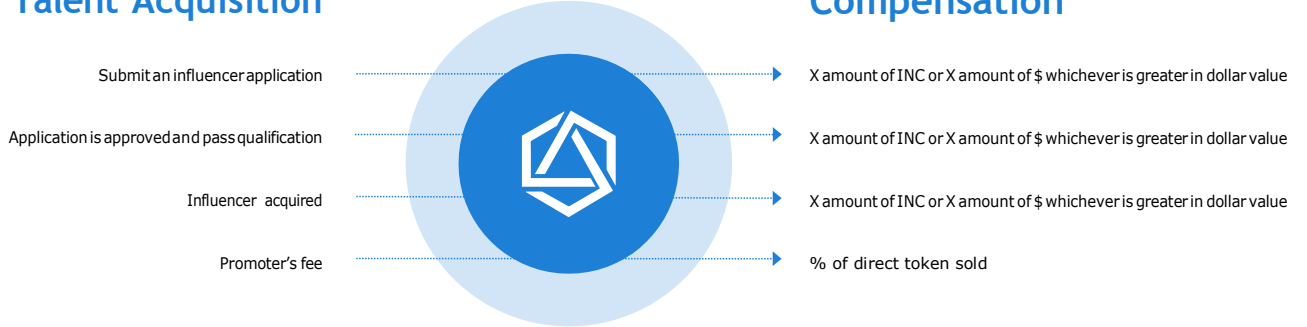 Talent Acquisition
Compensation
Submit an influencer application
X amount of INC or X amount of $ whichever is greater in dollar value
Application is approved and pass qualification
X amount of INC or X amount of $ whichever is greater in dollar value
Influencer acquired
X amount of INC or X amount of $ whichever is greater in dollar value
Promoter’s fee
% of direct token sold